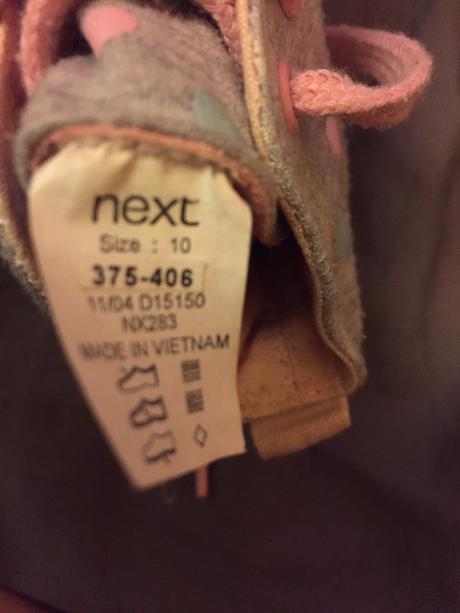 next
Size : 10
375-406
11/04 D15150
NX283
MADE IN VIETNAM